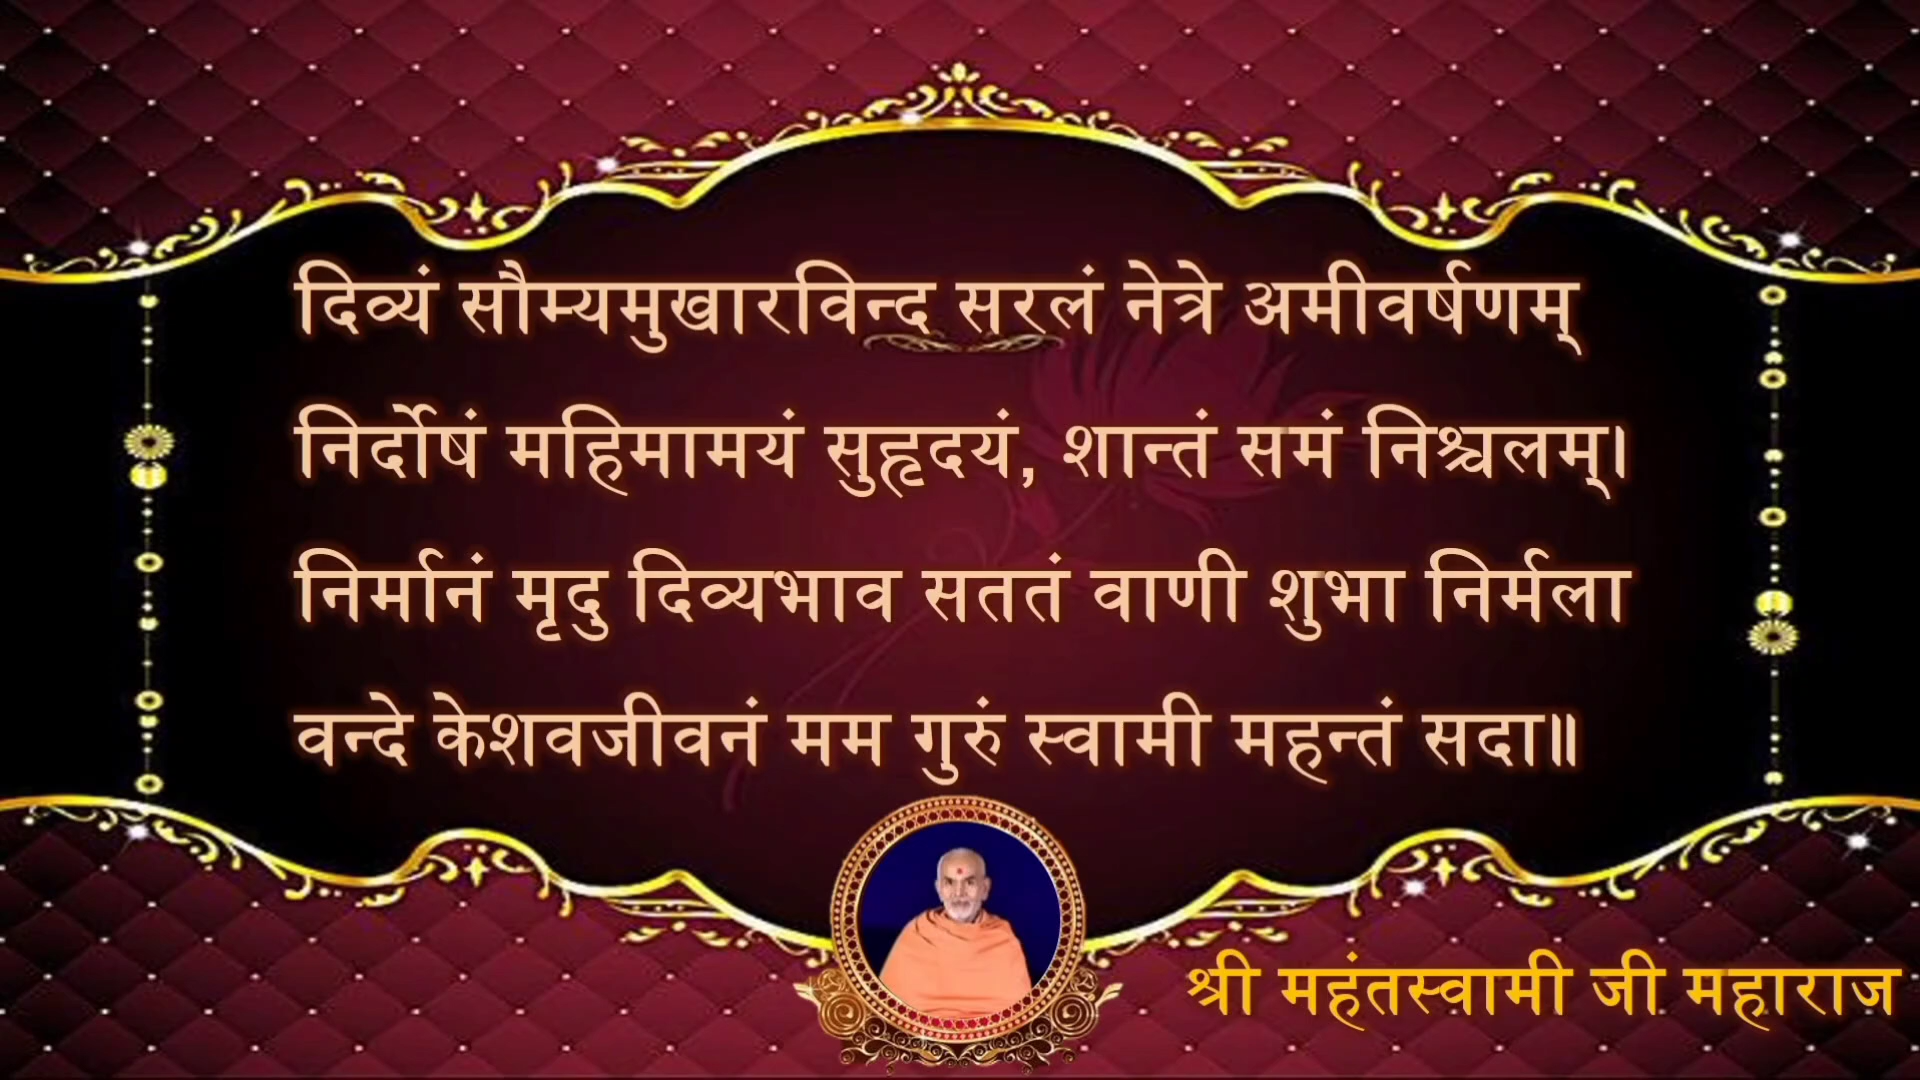 दिव्यं सौम्यमुखारविन्द सरलं नेत्रे अमीवर्षणम्
निर्दोषं महिमामयं सुहृदयं, शान्तं समं निश्चलम्।
निर्मानं मृदु दिव्यभाव सततं वाणी शुभा निर्मला
वन्दे केशवजीवनं मम गुरुं स्वामी महन्तं सदा॥
श्री महंतस्वामी जी महाराज